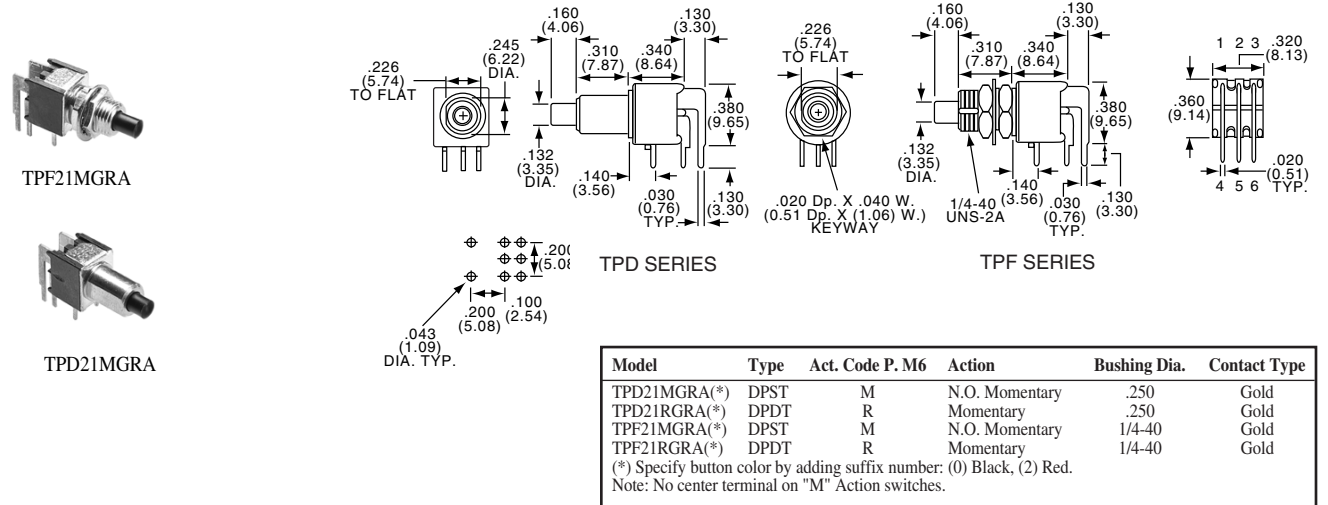 TPF21MGRA
TPD21MGRA
.226
(5.74)
TO FLAT
.245
(6.22)
DIA.
.160
(4.06)
.310
(7.87)
.340
(8.64)
.130
(3.30)
.380
(9.65)
.132
(3.35)
DIA.
.140
(3.56)
.030
(0.76)
TYP.
.130
(3.30)
.043
(1.09)
DIA. TYP.
.200
(5.08)
.100
(2.54)
TPD SERIES
.226
(5.74)
TO FLAT
.020 Dp. X .040 W.
(0.51 Dp. X (1.06) W.)
KEYWAY
.160
(4.06)
.310
(7.87)
.340
(8.64)
.130
(3.30)
.380
(9.65)
.132
(3.35)
DIA.
1/4-40
UNS-2A
.140
(3.56)
.030
(0.76)
TYP.
.130
(3.30)
TPF SERIES
1 2 3
.320
(8.13)
.360
(9.14)
.020
(0.51)
TYP.
4 5 6
Model Type Act. Code P. M6 Action Bushing Dia. Contact Type
TPD21MGRA(*) DPST M N.O. Momentary .250 Gold
TPD21RGRA(*) DPDT R Momentary .250 Gold
TPF21MGRA(*) DPST M N.O. Momentary 1/4-40 Gold
TPF21RGRA(*) DPDT R Momentary 1/4-40 Gold
(*) Specify button color by adding suffix number: (0) Black, (2) Red.
Note: No center terminal on "M" Action switches.